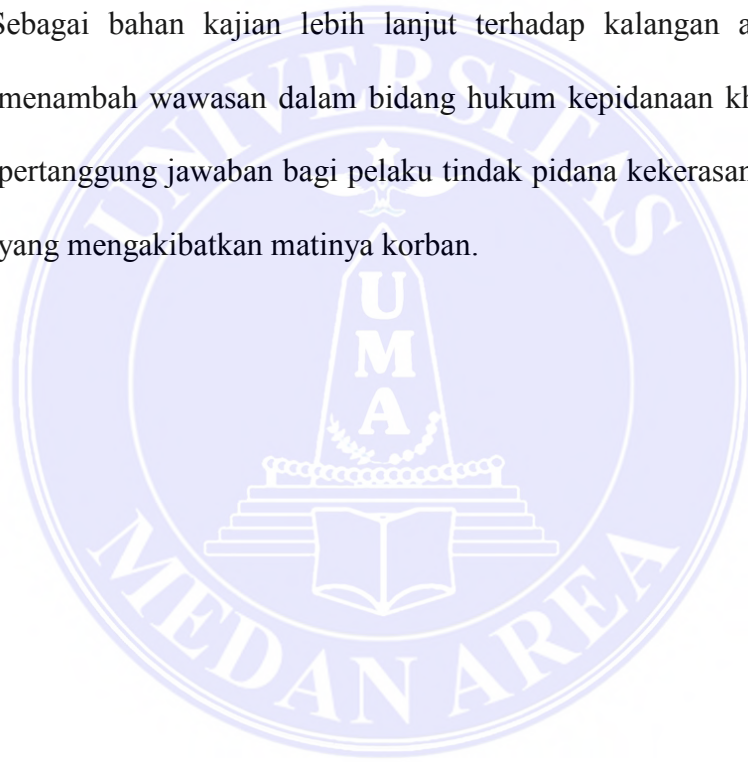 Sebagai bahan kajian lebih lanjut terhadap kalangan
menambah wawasan dalam bidang hukum kepidanaan
pertanggung jawaban bagi pelaku tindak pidana kekerasan
yang mengakibatkan matinya korban.
UNIVERSITAS
UMA
MEDAN AREA